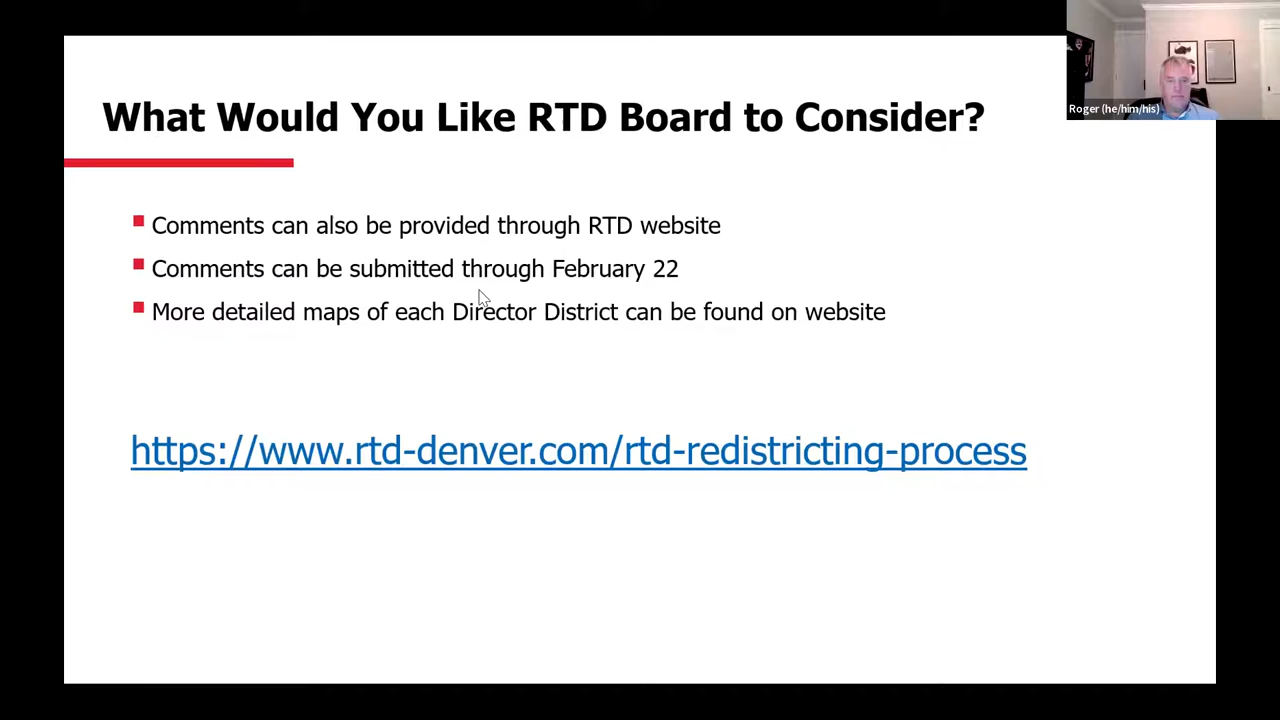 What Would You Like RTD Board to Consider?
Roger (he/him/his)
Comments can also be provided through RTD website
Comments can be submitted through February 22
More detailed maps of each Director District can be found on website
https://www.rtd-denver.com/rtd-redistricting-process